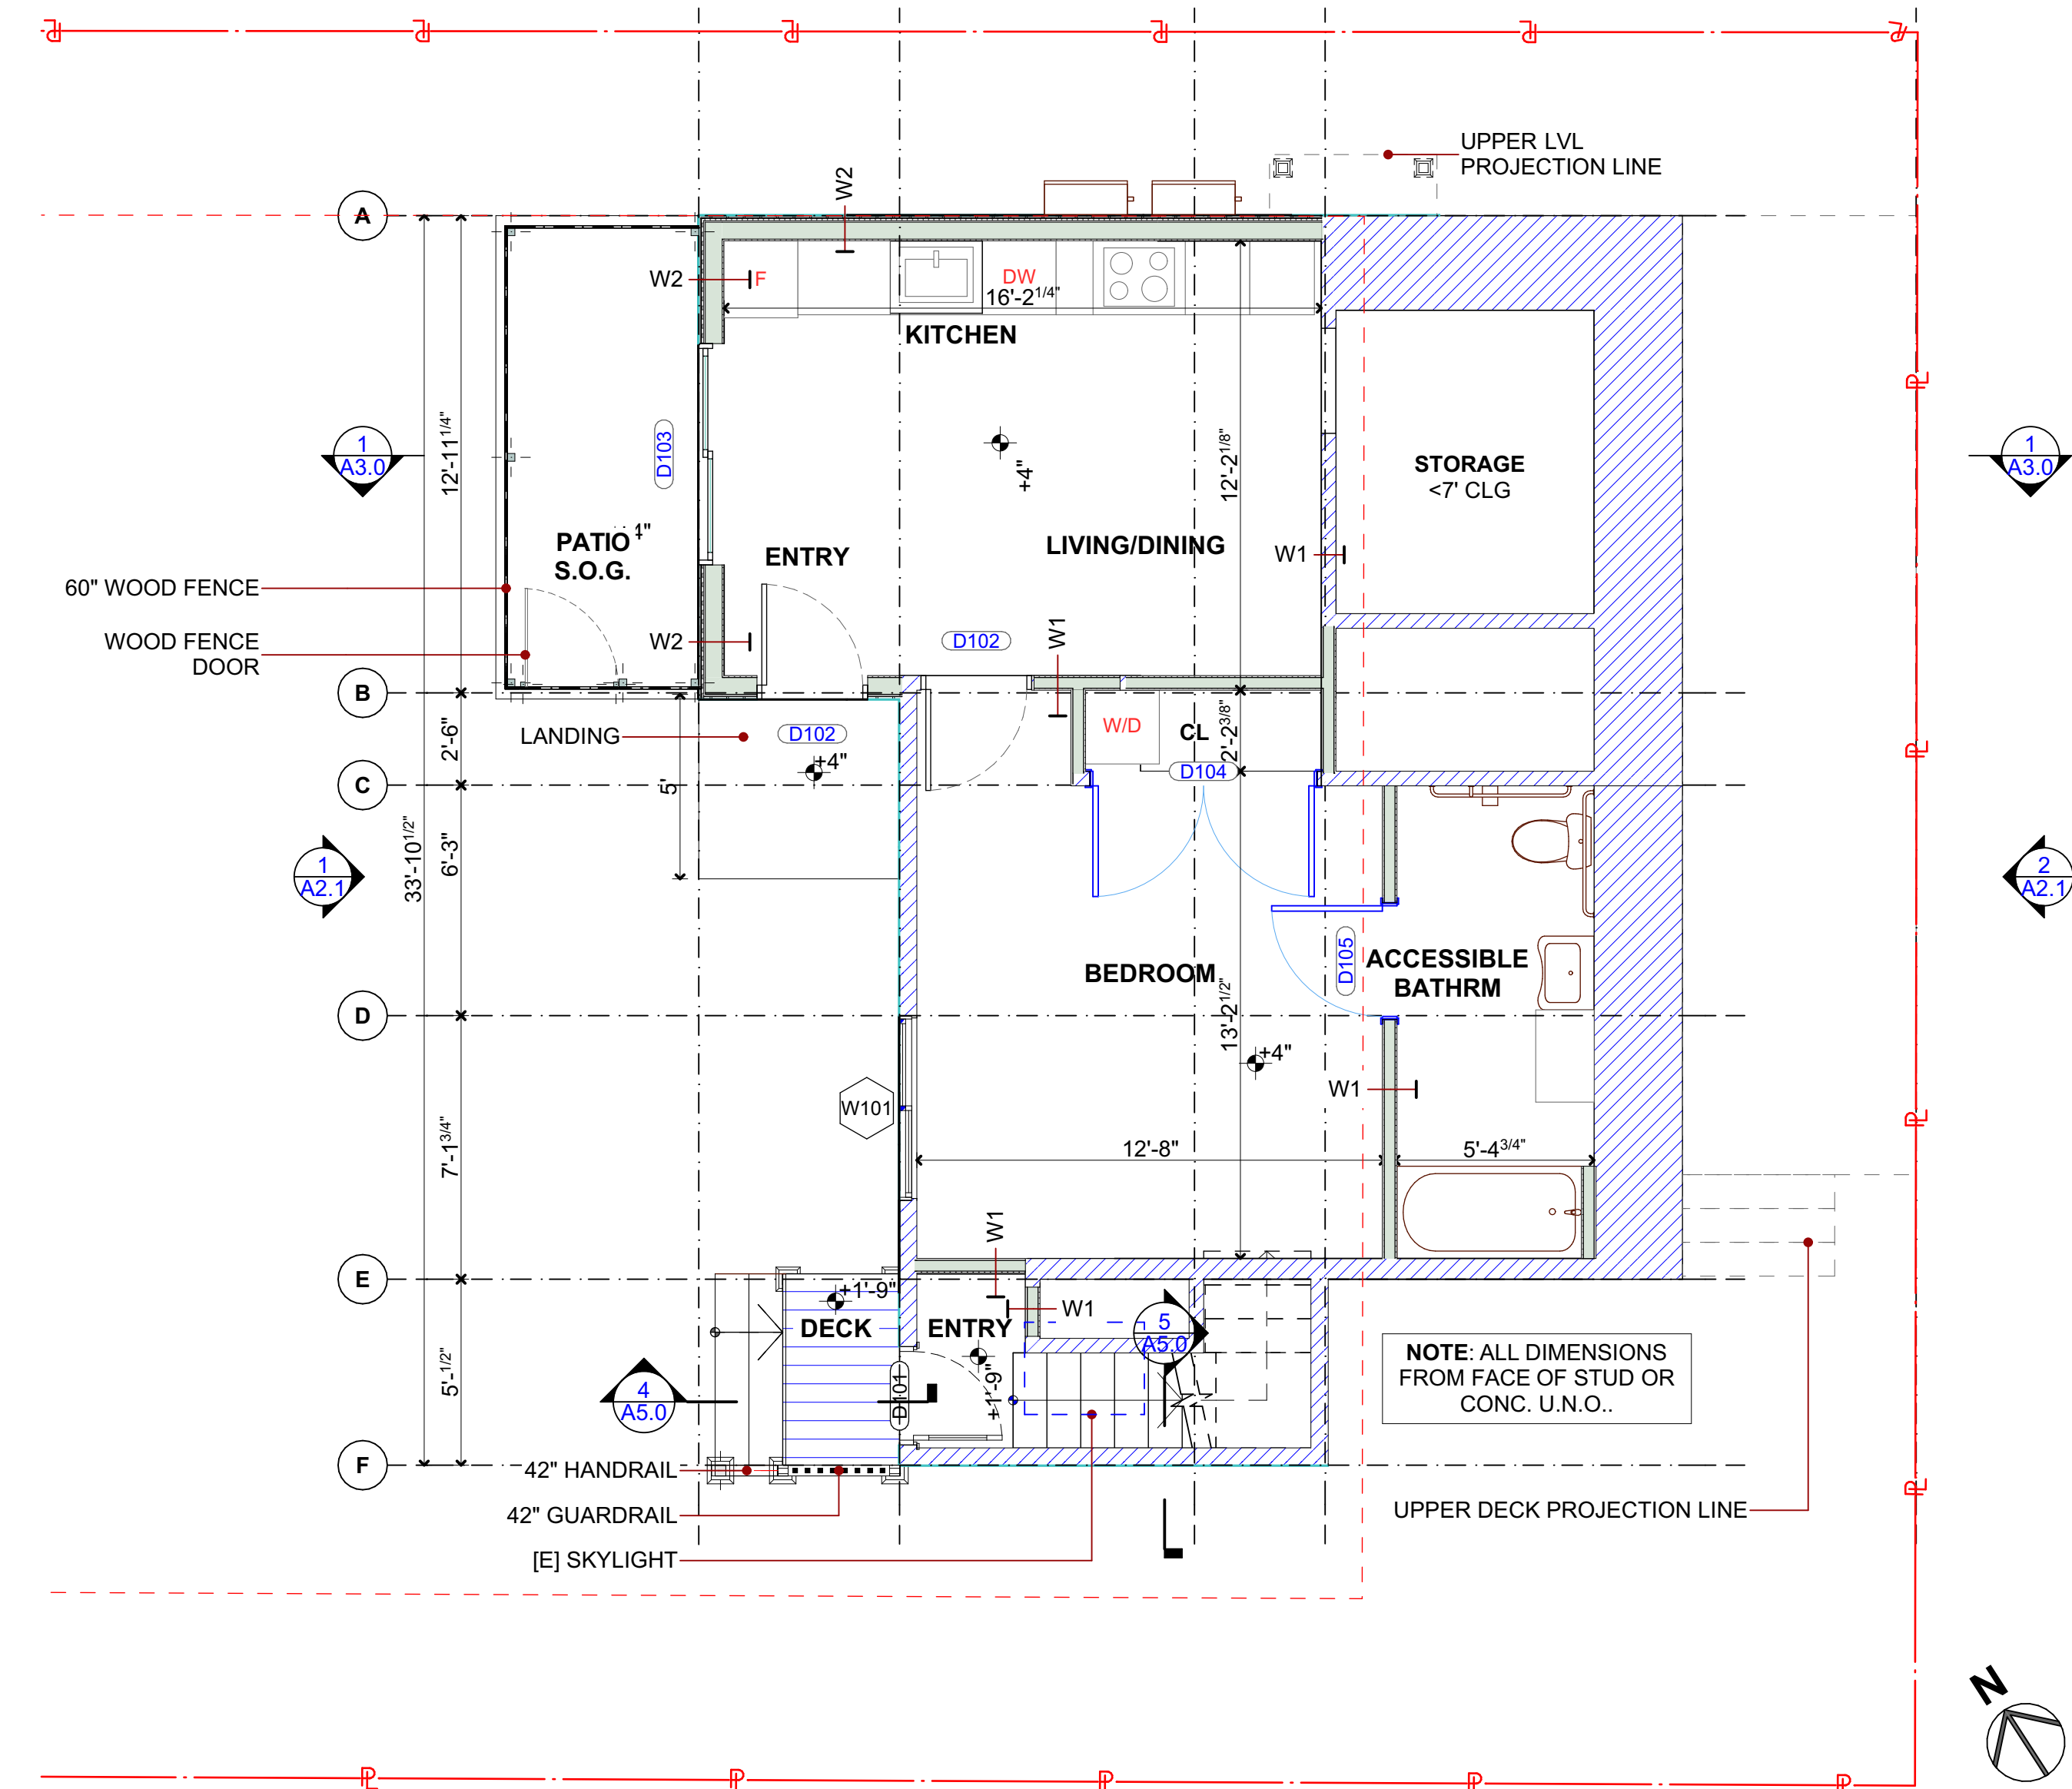 UPPER LVL
PROJECTION LINE
W2
A
W2
F
DW
16'-2 1/4"
KITCHEN
1
A3.0
12'-11 1/4"
D103
+4"
12'-2 1/8"
STORAGE
<7' CLG
1
A3.0
PATIO
S.O.G.
ENTRY
LIVING/DINING
W1
60" WOOD FENCE
WOOD FENCE
DOOR
W2
D102
W1
B
LANDING
D102
+4"
W/D
CL
2'-2 3/8"
D104
2'-6"
C
5'
33'-10 1/2"
6'-3"
1
A2.1
2
A2.1
BEDROOM
D105
ACCESSIBLE
BATHRM
D
13'-2 1/2"
+4"
W101
W1
7'-1 3/4"
12'-8"
5'-4 3/4"
W1
E
+1'-9"
DECK
ENTRY
W1
5
A5.0
NOTE: ALL DIMENSIONS
FROM FACE OF STUD OR
CONC. U.N.O..
5'-1/2"
4
A5.0
D101
+1'-9"
F
42" HANDRAIL
42" GUARDRAIL
[E] SKYLIGHT
UPPER DECK PROJECTION LINE
N